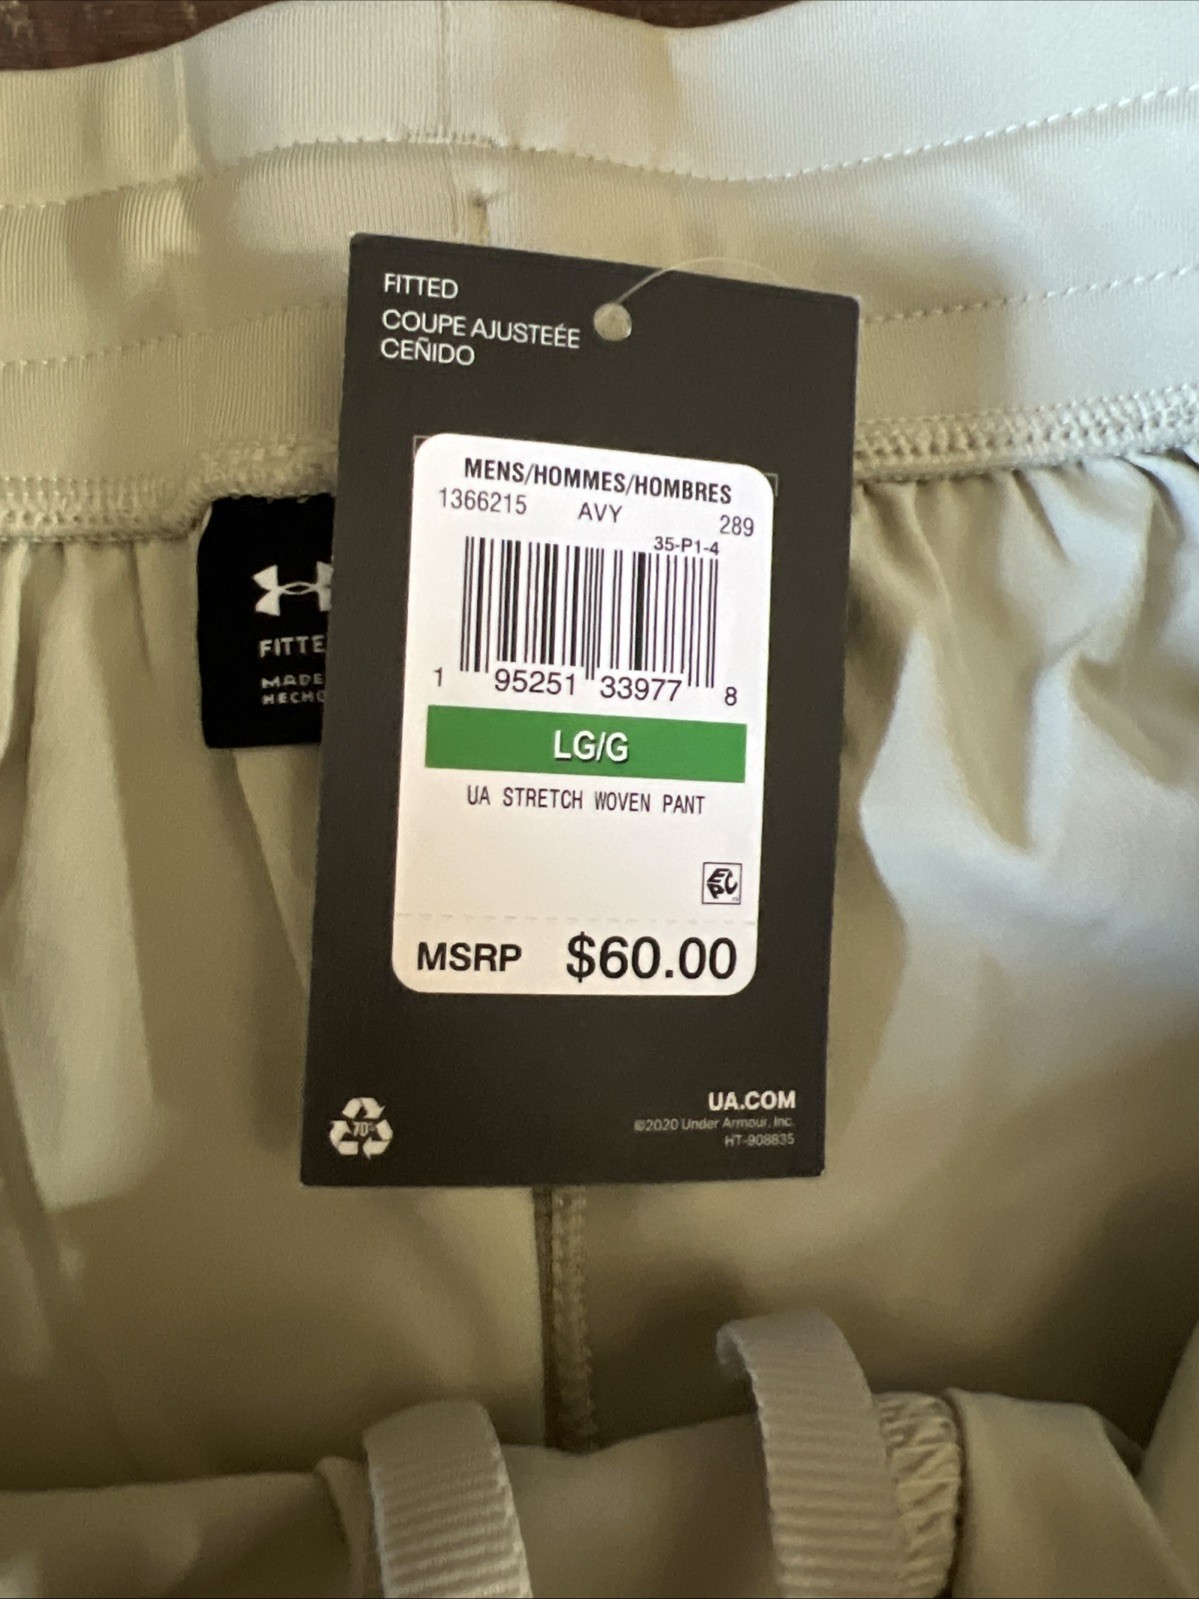 FITTED
COUPE AJUSTEÉE
CEÑIDO
MENS/HOMMES/HOMBRES
1366215 AVY 289
35-P1-4
1 95251 33977 8
LG/G
UA STRETCH WOVEN PANT
EPC
MSRP $60.00
70%
UA.COM
©2020 Under Armour, Inc.
HT-908835
FITTE
MADE
HECHO